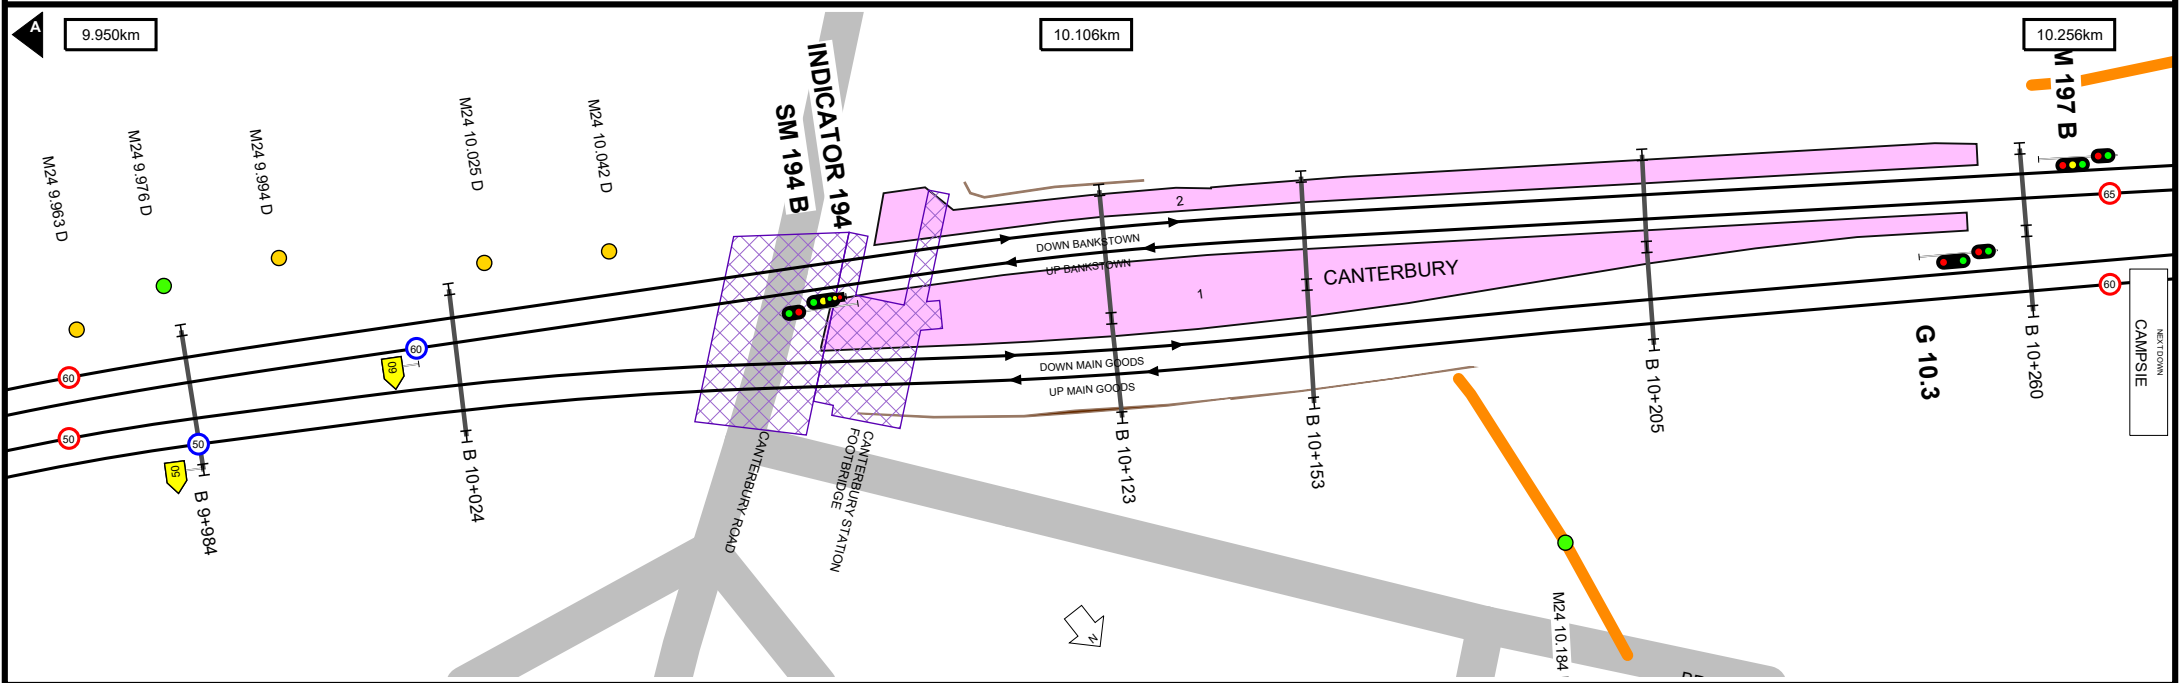 A
9.950km
10.106km
10.256km
M24 9.963 D
M24 9.976 D
M24 9.994 D
M24 10.025 D
M24 10.042 D
SM 194 B
INDICATOR 194
M 197 B
2
DOWN BANKSTOWN
UP BANKSTOWN
1
CANTERBURY
DOWN MAIN GOODS
UP MAIN GOODS
65
60
60
60
60
50
50
50
B 9+984
B 10+024
CANTERBURY ROAD
CANTERBURY STATION
FOOTBRIDGE
B 10+123
B 10+153
B 10+205
G 10.3
B 10+260
NEXT DOWN
CAMPSIE
M24 10.184
N